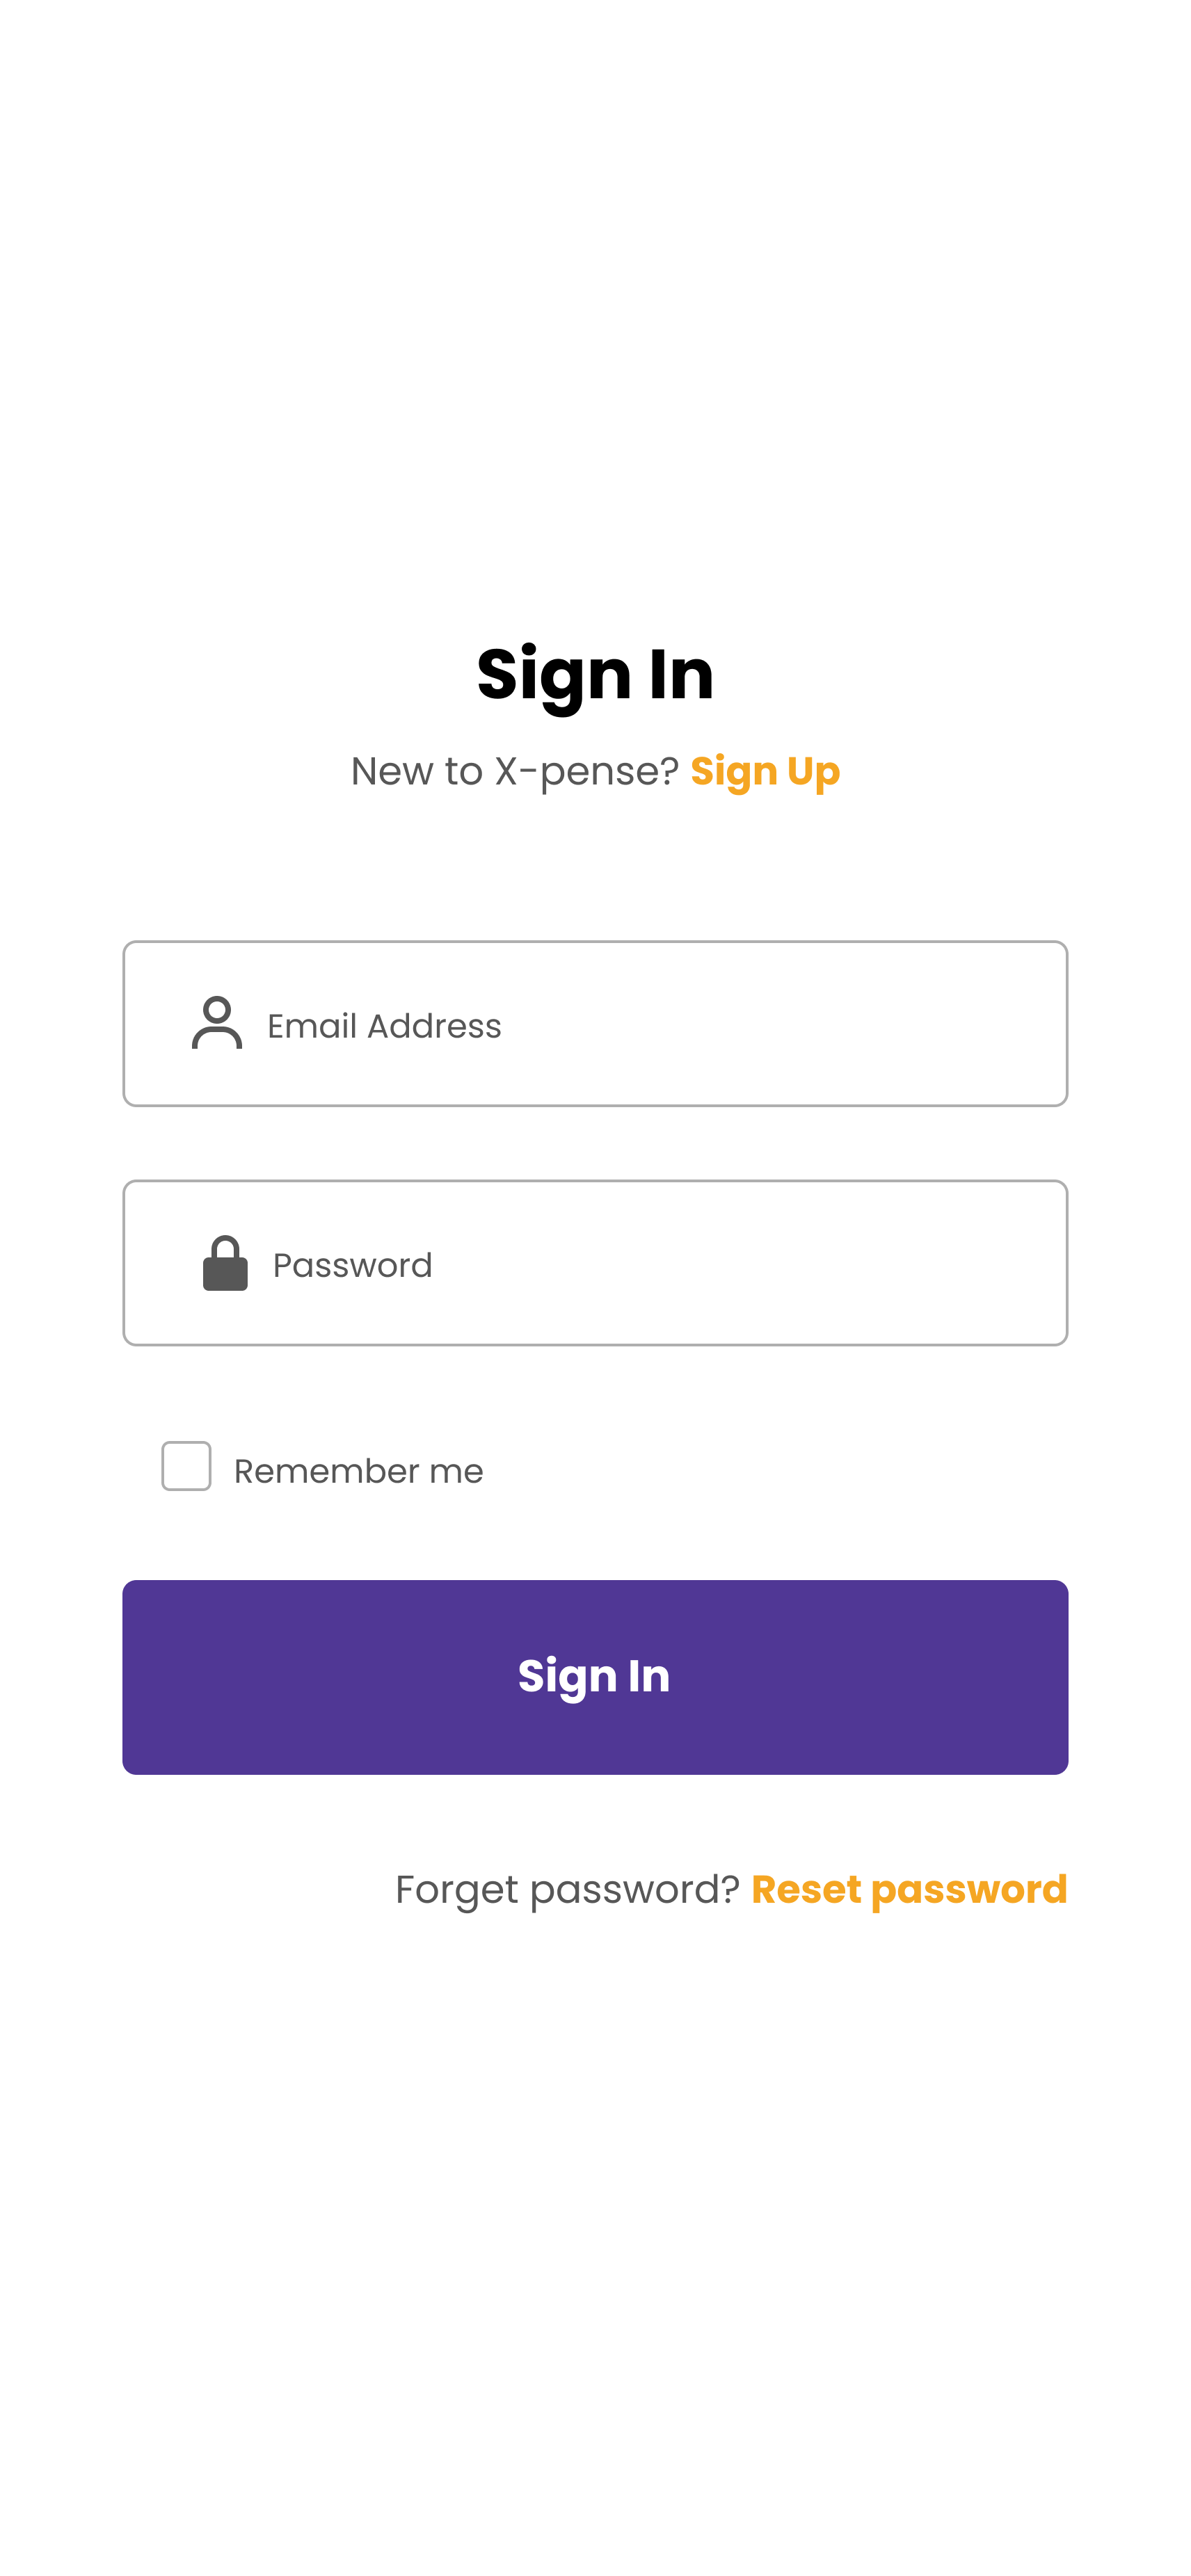 Sign In
New to X-pense? Sign Up
Email Address
Password
Remember me
Sign In
Forget password? Reset password